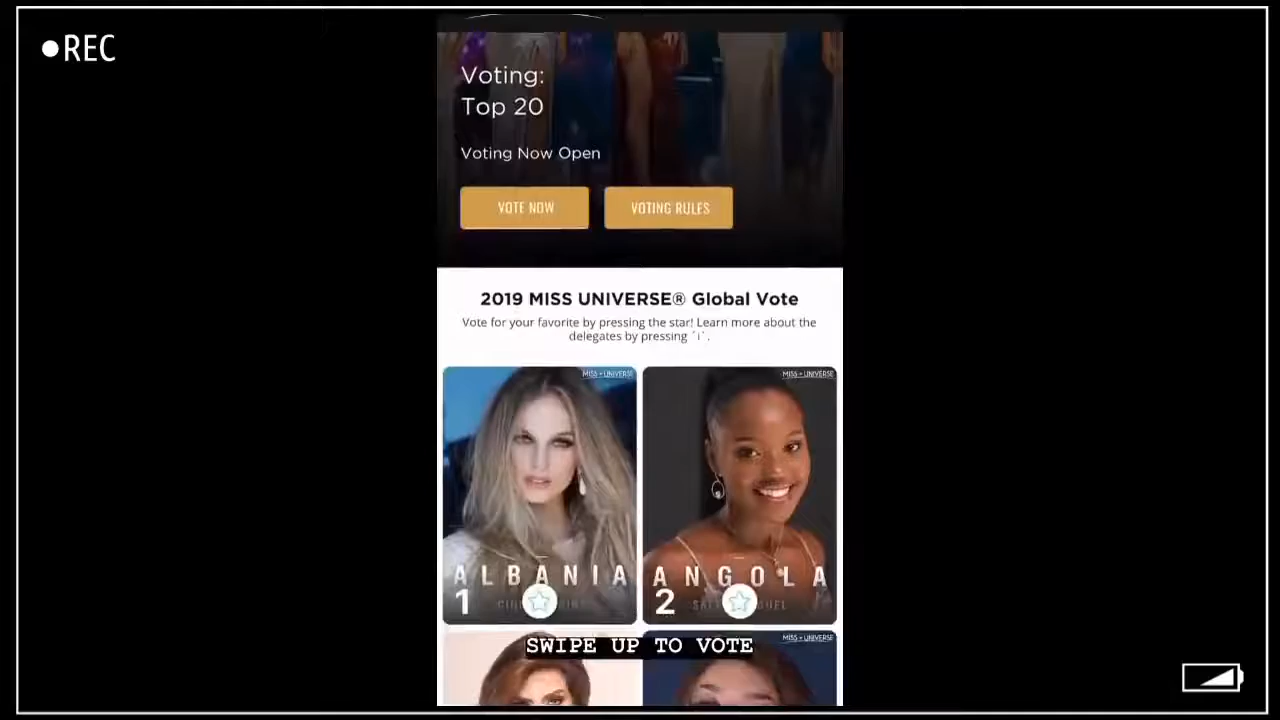 REC
Voting:
Top 20
Voting Now Open
VOTE NOW
VOTING RULES
2019 MISS UNIVERSE® Global Vote
Vote for your favorite by pressing the star! Learn more about the
delegates by pressing ´i`.
MISS + UNIVERSE
MISS + UNIVERSE
ALBANIA
1
ANGOLA
2
SWIPE UP TO VOTE
MISS + UNIVERSE